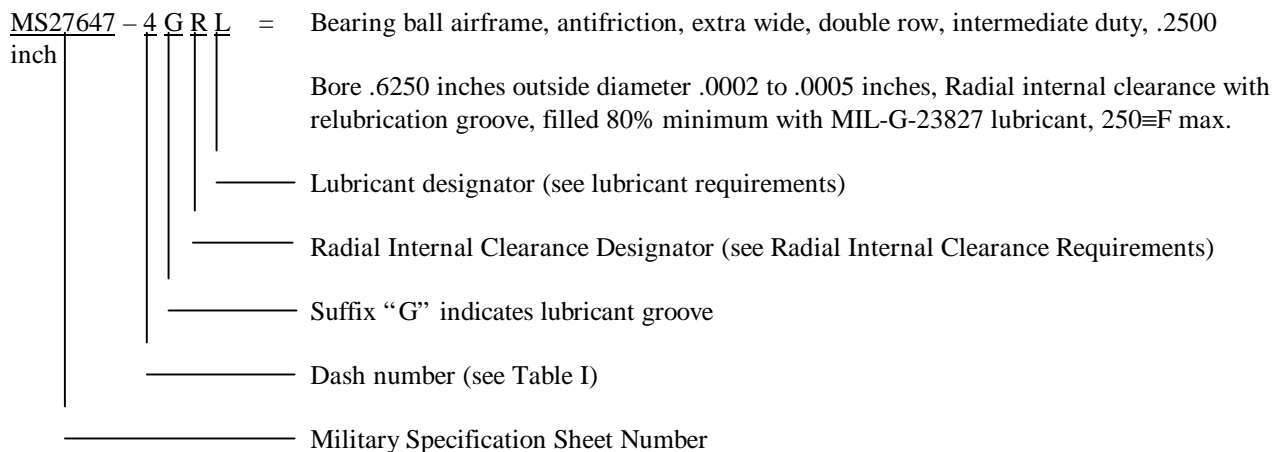 MS27647 – 4 G R L = Bearing ball airframe, antifriction, extra wide, double row, intermediate duty, .2500
inch
Bore .6250 inches outside diameter .0002 to .0005 inches, Radial internal clearance with
relubrication groove, filled 80% minimum with MIL-G-23827 lubricant, 250≡F max.
Lubricant designator (see lubricant requirements)
Radial Internal Clearance Designator (see Radial Internal Clearance Requirements)
Suffix “G” indicates lubricant groove
Dash number (see Table I)
Military Specification Sheet Number